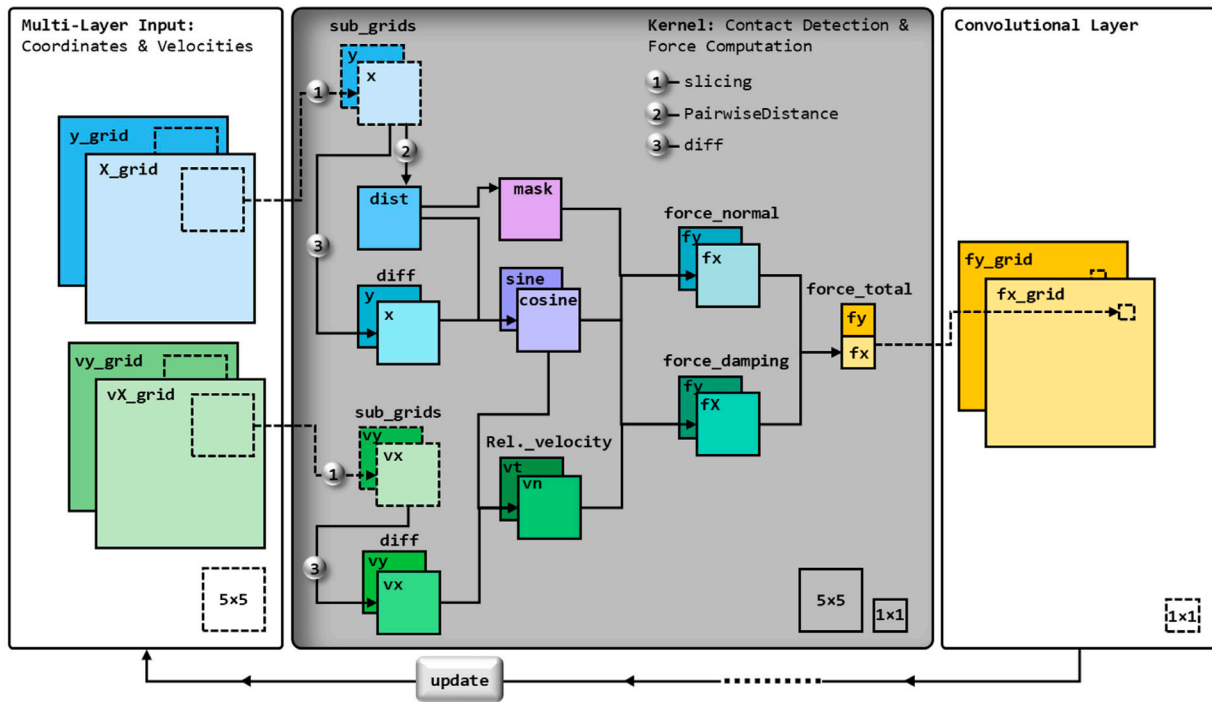 Multi-Layer Input:
Coordinates & Velocities
y_grid
X_grid
vy_grid
vX_grid
5×5
sub_grids
y
x
1
2
3
dist
diff
y
x
mask
sine
cosine
sub_grids
vy
vx
1
3
diff
vy
vx
Rel._velocity
vt
vn
Kernel: Contact Detection &
Force Computation
1 slicing
2 PairwiseDistance
3 diff
force_normal
fy
fx
force_damping
fy
fX
force_total
fy
fx
5×5
1×1
Convolutional Layer
fy_grid
fx_grid
1×1
update